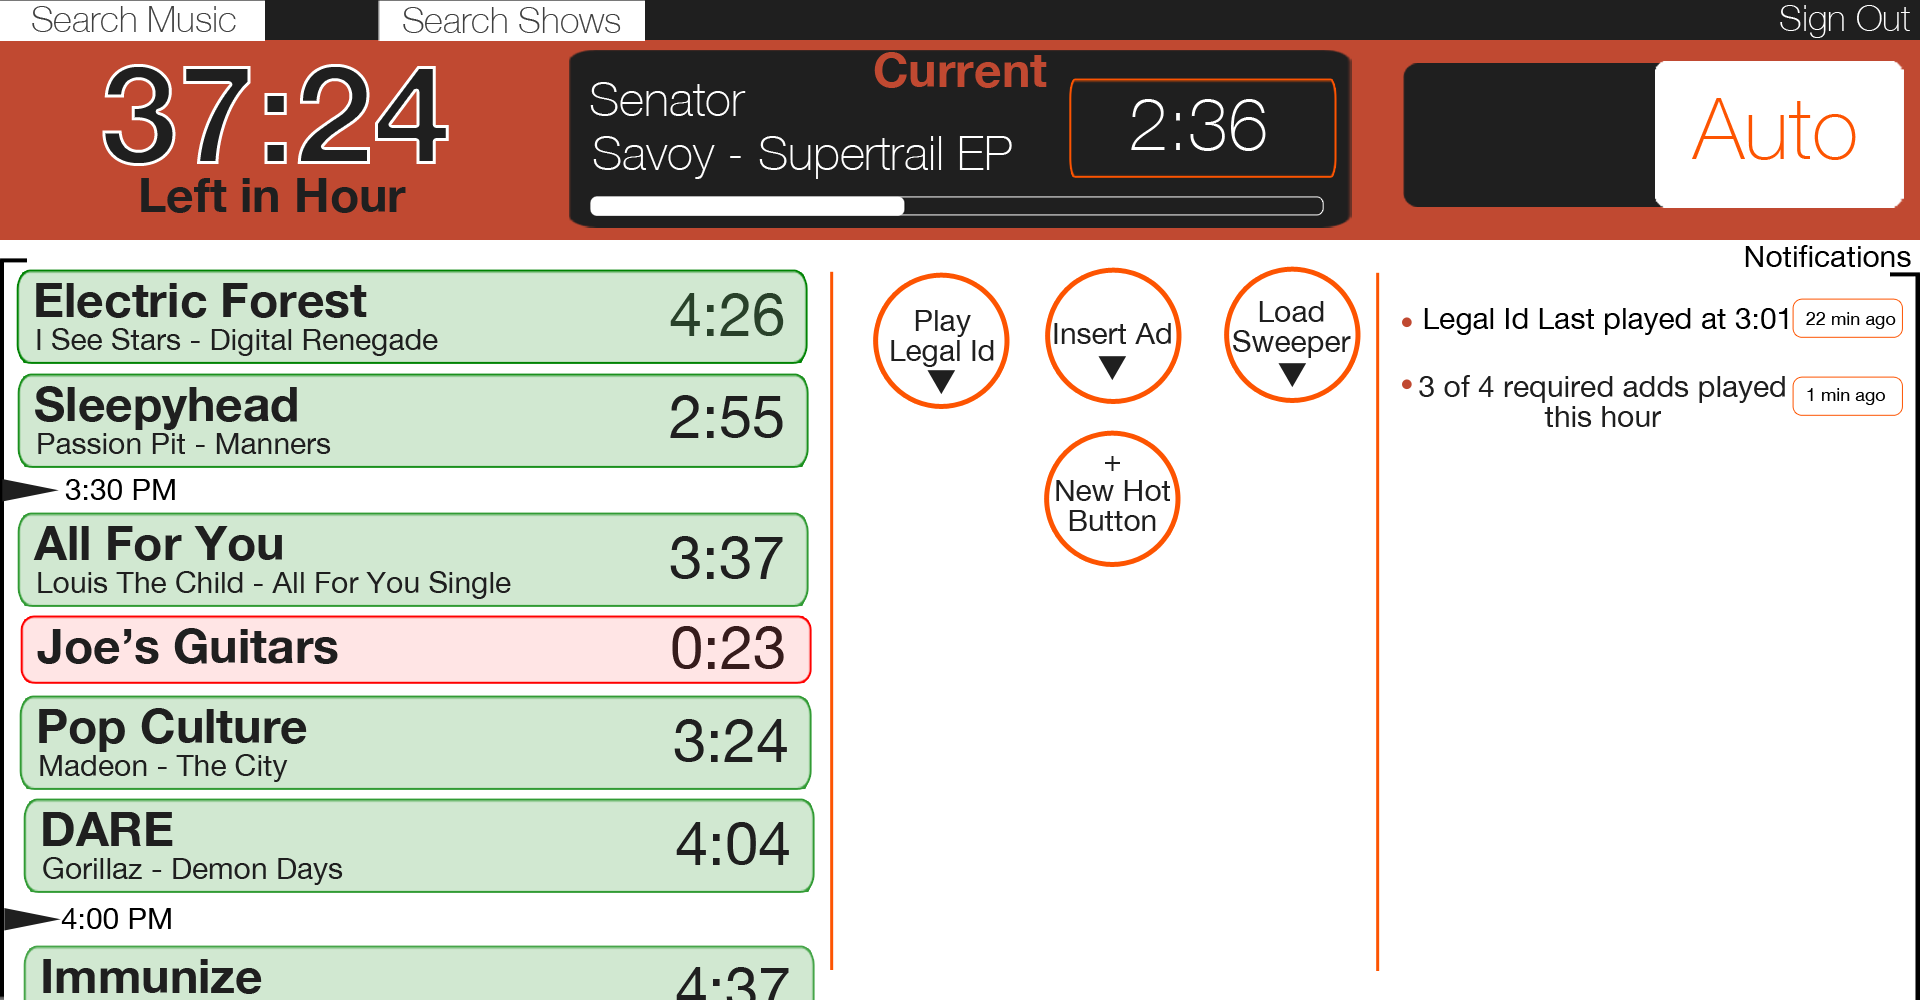 Search Music
Search Shows
Sign Out
37:24
Left in Hour
Current
Senator
Savoy - Supertrail EP
2:36
Auto
Electric Forest
I See Stars - Digital Renegade
4:26
Sleepyhead
Passion Pit - Manners
2:55
3:30 PM
All For You
Louis The Child - All For You Single
3:37
Joe’s Guitars
0:23
Pop Culture
Madeon - The City
3:24
DARE
Gorillaz - Demon Days
4:04
4:00 PM
Immunize
4:37
Play
Legal Id
Insert Ad
Load
Sweeper
+
New Hot
Button
Notifications
• Legal Id Last played at 3:01
22 min ago
• 3 of 4 required adds played
this hour
1 min ago